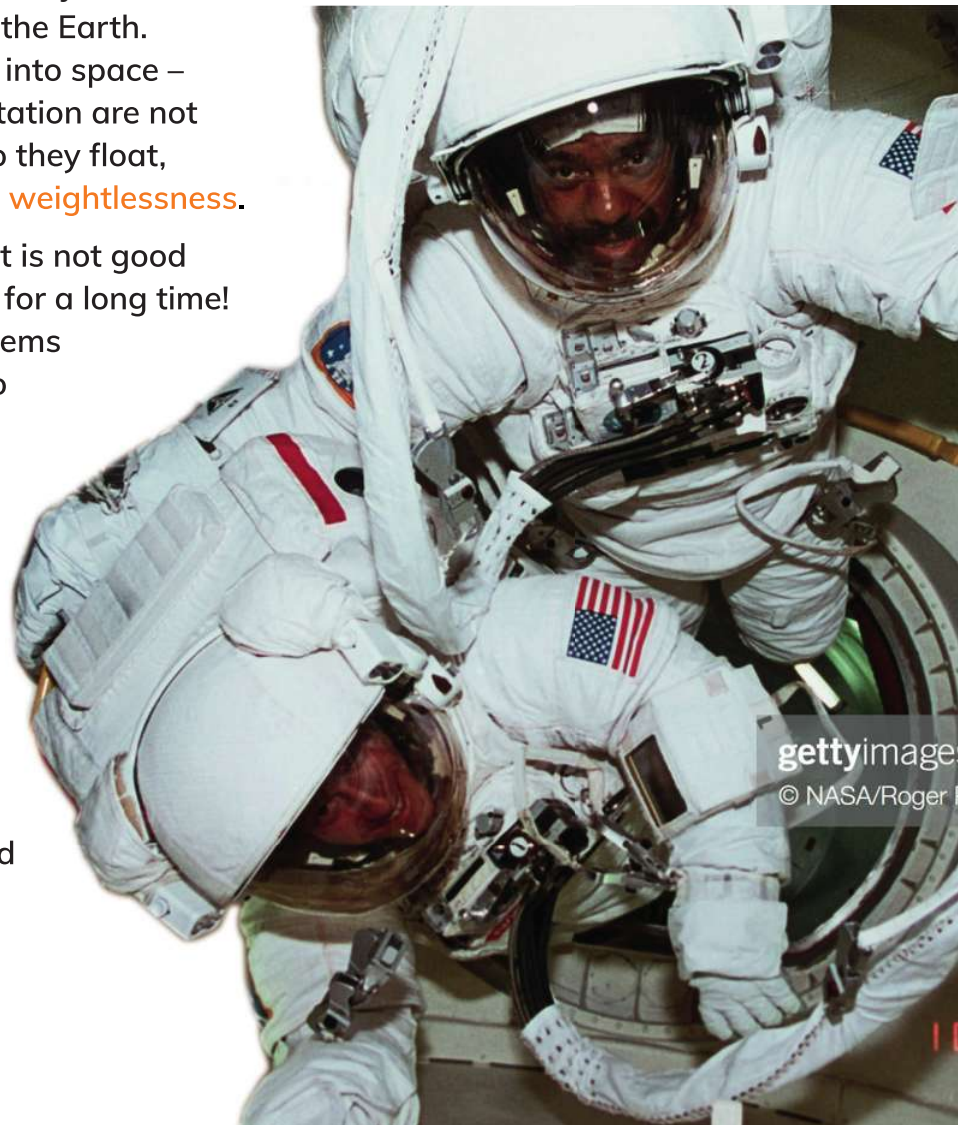 the Earth.
into space –
tation are not
they float,
weightlessness.
t is not good
for a long time!
ems
d
gettyimages
© NASA/Roger